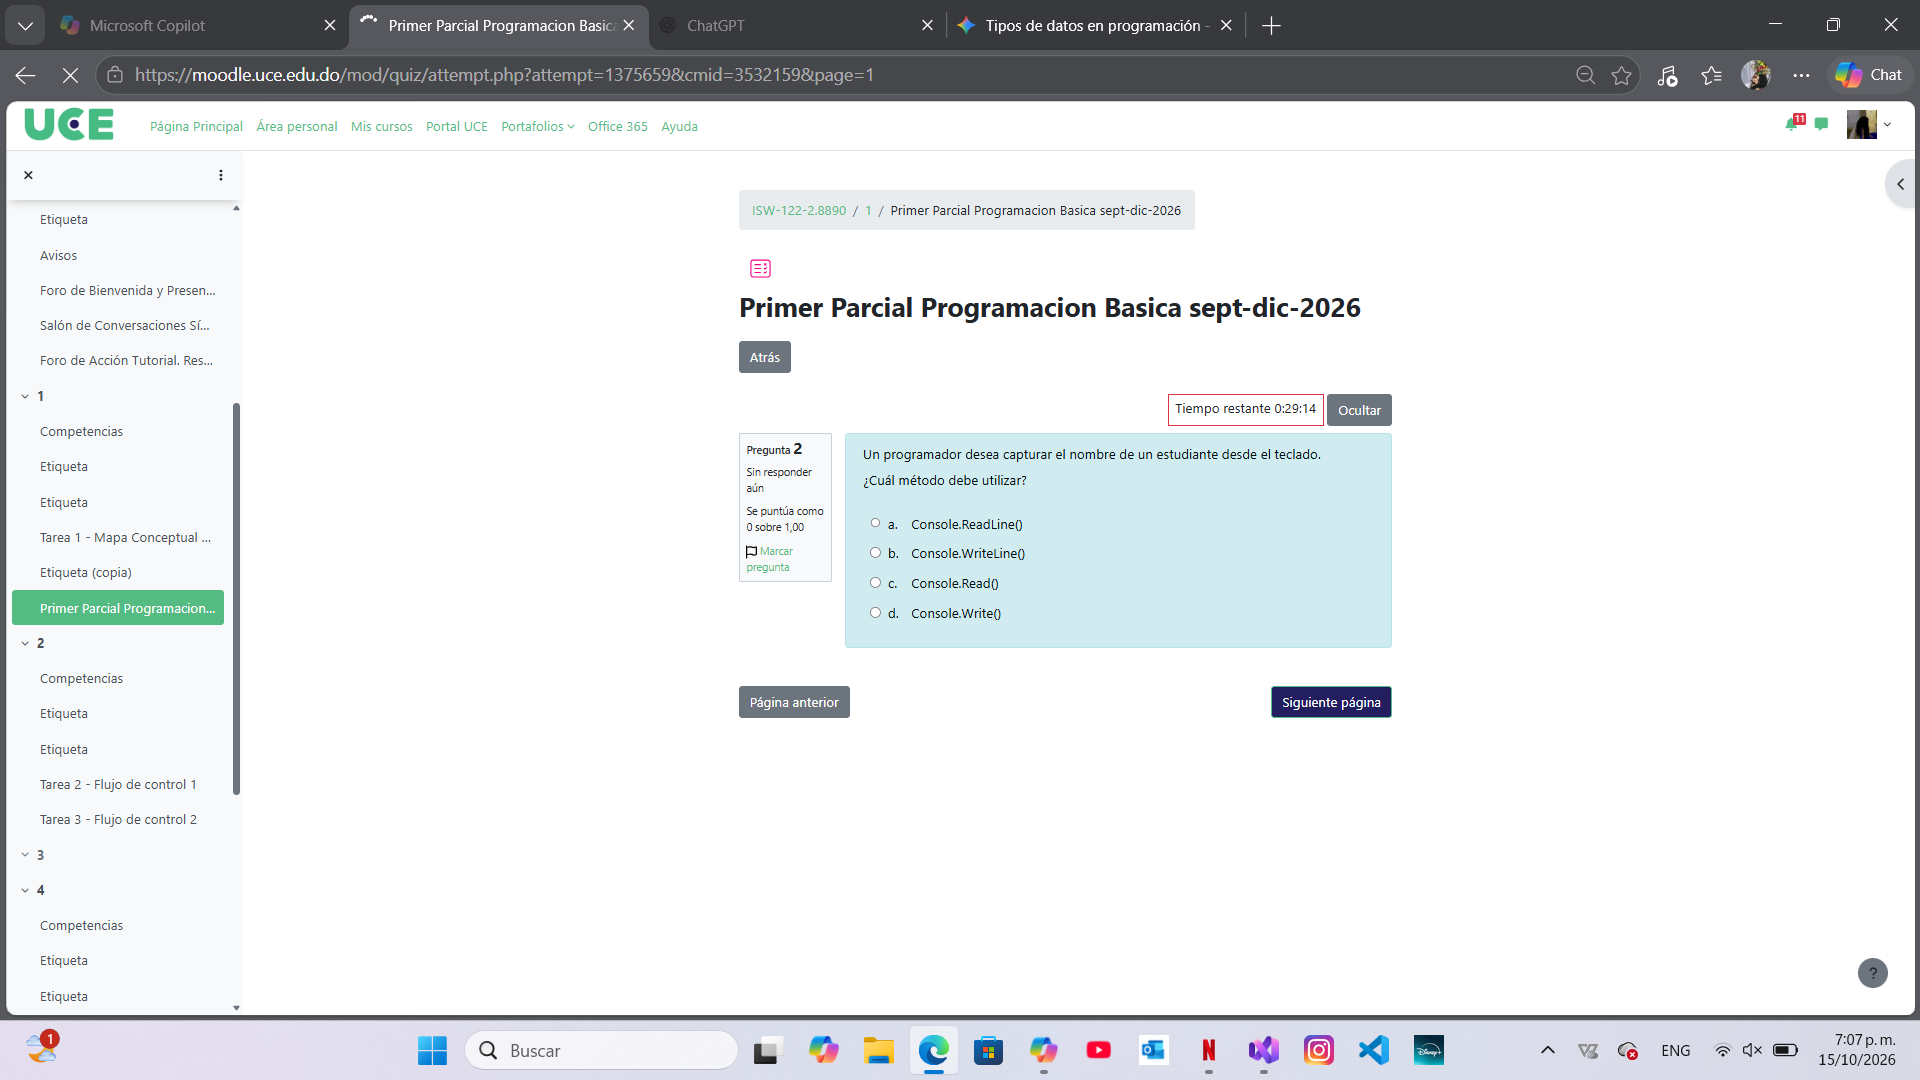 Microsoft Copilot
Primer Parcial Programacion Basica
ChatGPT
Tipos de datos en programación -
https://moodle.uce.edu.do/mod/quiz/attempt.php?attempt=1375659&cmid=3532159&page=1
Chat
UCE
Página Principal
Área personal
Mis cursos
Portal UCE
Portafolios
Office 365
Ayuda
11
Etiqueta
Avisos
Foro de Bienvenida y Presen...
Salón de Conversaciones Sí...
Foro de Acción Tutorial. Res...
1
Competencias
Etiqueta
Etiqueta
Tarea 1 - Mapa Conceptual ...
Etiqueta (copia)
Primer Parcial Programacion...
2
Competencias
Etiqueta
Etiqueta
Tarea 2 - Flujo de control 1
Tarea 3 - Flujo de control 2
3
4
Competencias
Etiqueta
Etiqueta
ISW-122-2.8890 / 1 / Primer Parcial Programacion Basica sept-dic-2026
Primer Parcial Programacion Basica sept-dic-2026
Atrás
Tiempo restante 0:29:14
Ocultar
Pregunta 2
Sin responder
aún
Se puntúa como
0 sobre 1,00
Marcar
pregunta
Un programador desea capturar el nombre de un estudiante desde el teclado.
¿Cuál método debe utilizar?
a. Console.ReadLine()
b. Console.WriteLine()
c. Console.Read()
d. Console.Write()
Página anterior
Siguiente página
?
1
Buscar
Disney+
ENG
7:07 p. m.
15/10/2026